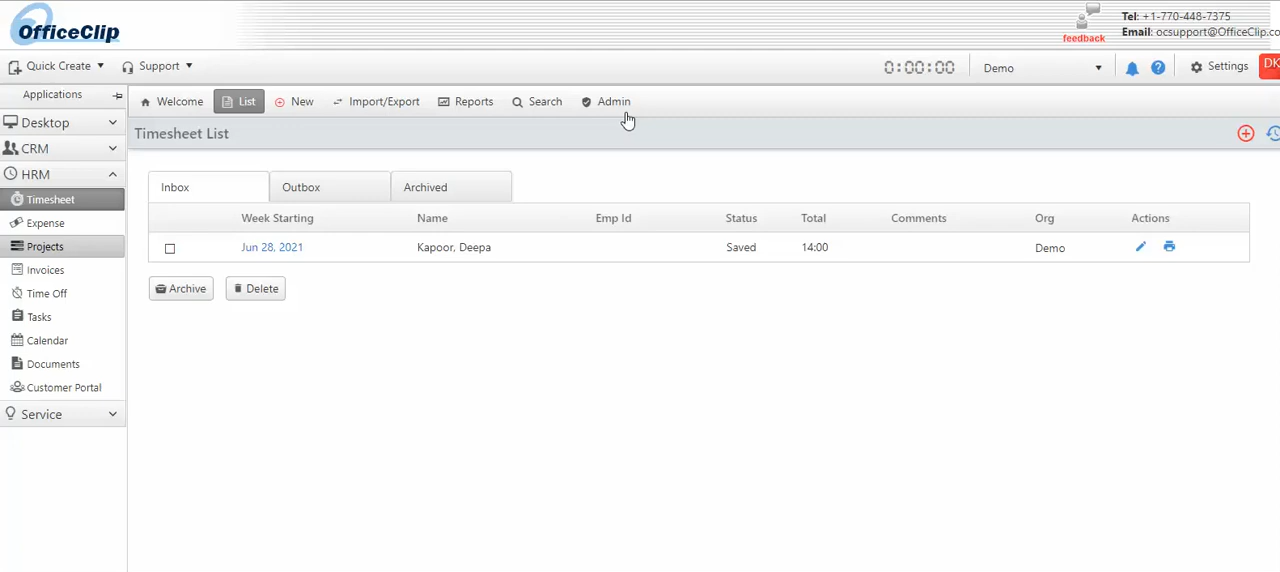 OfficeClip
feedback
Tel: +1-770-448-7375
Email: ocsupport@OfficeClip.co
Quick Create
Support
0:00:00
Demo
Settings
DK
Applications
Welcome
List
New
Import/Export
Reports
Search
Admin
Desktop
CRM
HRM
Timesheet
Expense
Projects
Invoices
Time Off
Tasks
Calendar
Documents
Customer Portal
Service
Timesheet List
Inbox
Outbox
Archived
Week Starting Name Emp Id Status Total Comments Org Actions
Jun 28, 2021 Kapoor, Deepa Saved 14:00 Demo
Archive
Delete